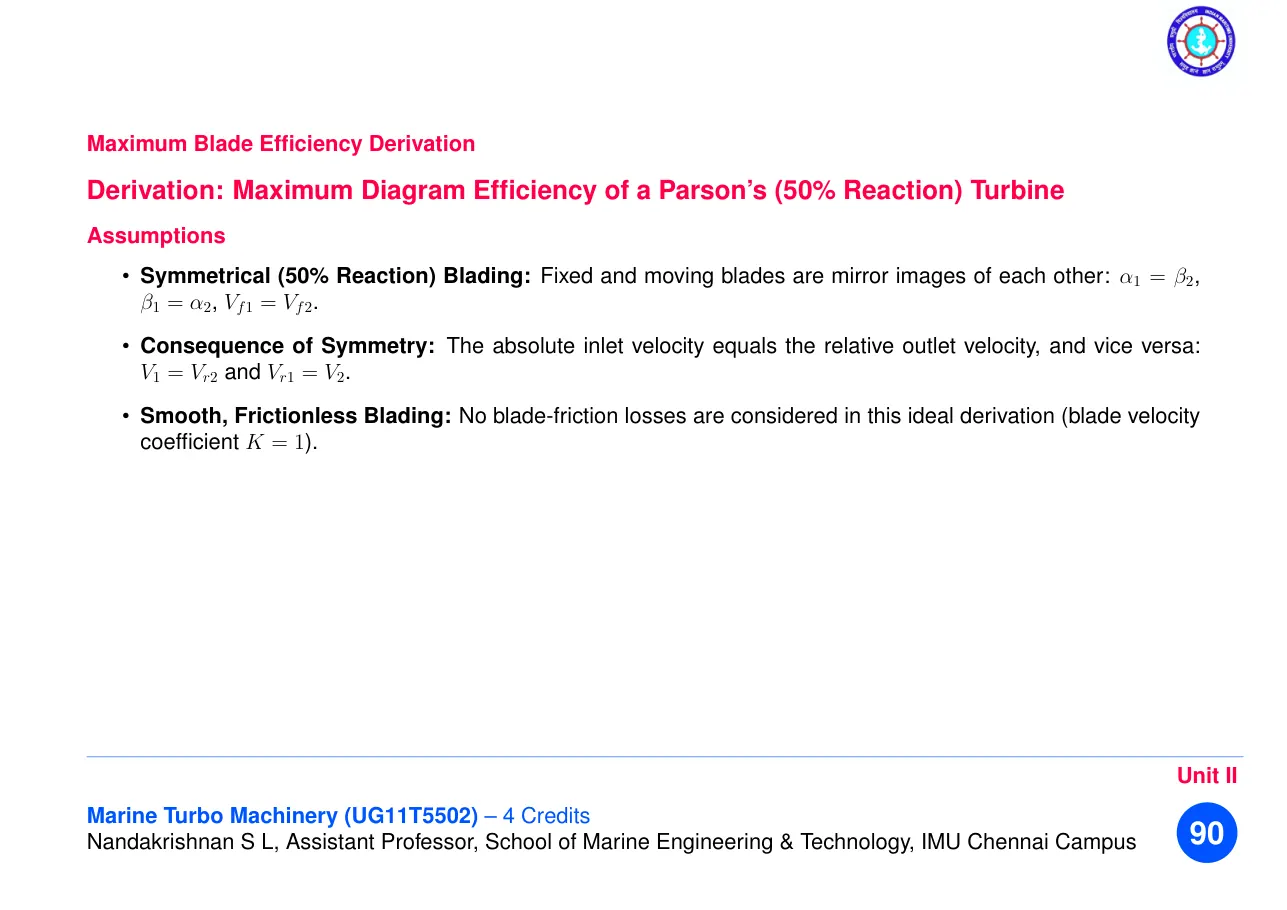 Maximum Blade Efficiency Derivation
Derivation: Maximum Diagram Efficiency of a Parson’s (50% Reaction) Turbine
Assumptions
• Symmetrical (50% Reaction) Blading: Fixed and moving blades are mirror images of each other: α₁ = β₂,
β₁ = α₂, V_f1 = V_f2.
• Consequence of Symmetry: The absolute inlet velocity equals the relative outlet velocity, and vice versa:
V₁ = V_r2 and V_r1 = V₂.
• Smooth, Frictionless Blading: No blade-friction losses are considered in this ideal derivation (blade velocity
coefficient K = 1).
Unit II
Marine Turbo Machinery (UG11T5502) – 4 Credits
Nandakrishnan S L, Assistant Professor, School of Marine Engineering & Technology, IMU Chennai Campus
90